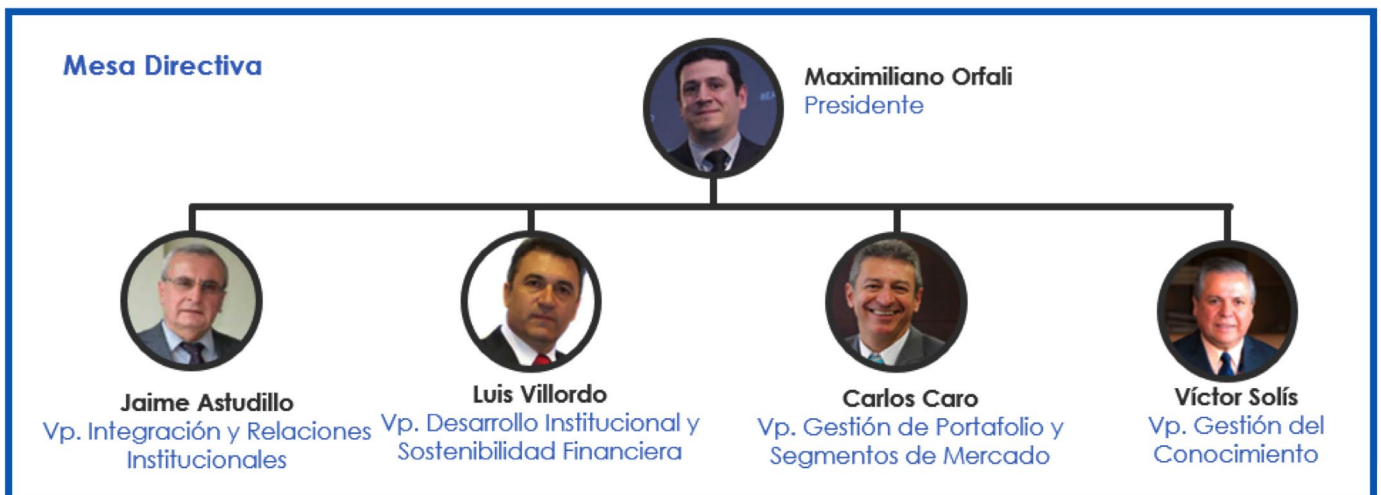 Mesa Directiva
Maximiliano Orfali
Presidente
Jaime Astudillo
Vp. Integración y Relaciones
Institucionales
Luis Villordo
Vp. Desarrollo Institucional y
Sostenibilidad Financiera
Carlos Caro
Vp. Gestión de Portafolio y
Segmentos de Mercado
Víctor Solís
Vp. Gestión del
Conocimiento